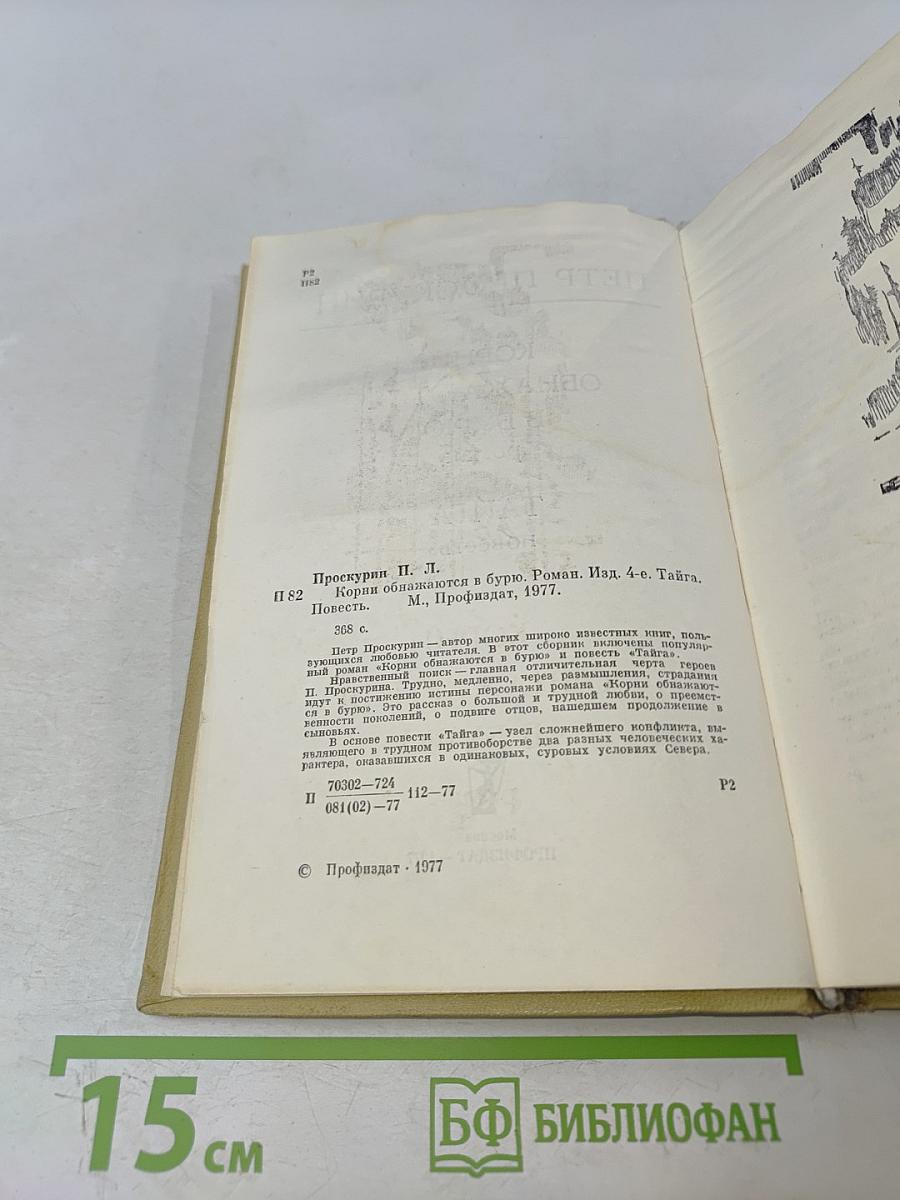 Р2
П82
Проскурин П. Л.
П 82 Корни обнажаются в бурю. Роман. Изд. 4-е. Тайга.
Повесть. М., Профиздат, 1977.
368 с.
Петр Проскурин — автор многих широко известных книг, поль-
зующихся любовью читателя. В этот сборник включены популяр-
ный роман «Корни обнажаются в бурю» и повесть «Тайга».
Нравственный поиск — главная отличительная черта героев
П. Проскурина. Трудно, медленно, через размышления, страдания
идут к постижению истины персонажи романа «Корни обнажают-
ся в бурю». Это рассказ о большой и трудной любви, о преемст-
венности поколений, о подвиге отцов, нашедшем продолжение в
сыновьях.
В основе повести «Тайга» — узел сложнейшего конфликта, вы-
являющего в трудном противоборстве два разных человеческих ха-
рактера, оказавшихся в одинаковых, суровых условиях Севера.
70302—724
П 112—77 Р2
081(02)—77
© Профиздат · 1977
15 см
БФ БИБЛИОФАН